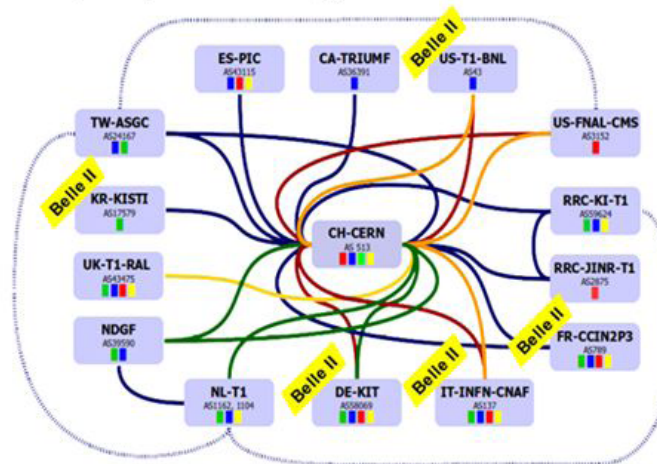 Belle II
ES-PIC
AS43115
CA-TRIUMF
AS36391
US-T1-BNL
AS43
TW-ASGC
AS24167
US-FNAL-CMS
AS3152
Belle II
KR-KISTI
AS17579
RRC-KI-T1
AS59624
CH-CERN
AS 513
UK-T1-RAL
AS43475
RRC-JINR-T1
AS2875
NDGF
AS39590
Belle II
FR-CCIN2P3
AS789
Belle II
Belle II
NL-T1
AS1162, 1104
DE-KIT
AS58069
IT-INFN-CNAF
AS137